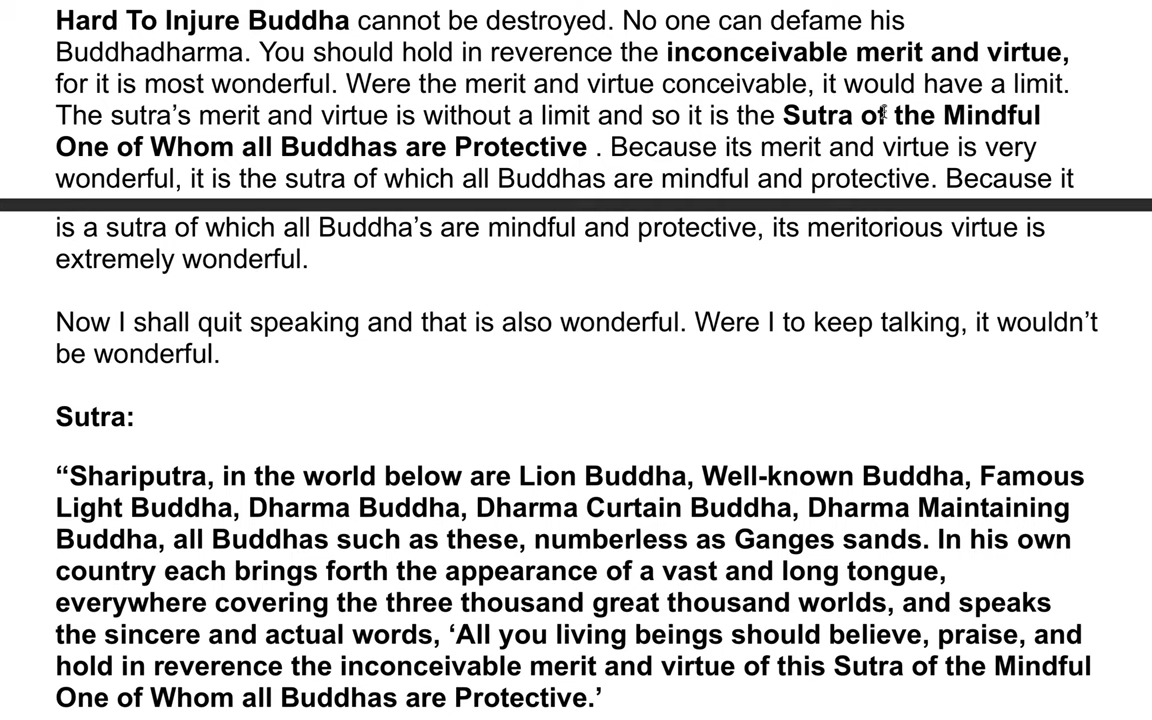 Hard To Injure Buddha cannot be destroyed. No one can defame his
Buddhadharma. You should hold in reverence the inconceivable merit and virtue,
for it is most wonderful. Were the merit and virtue conceivable, it would have a limit.
The sutra’s merit and virtue is without a limit and so it is the Sutra of the Mindful
One of Whom all Buddhas are Protective . Because its merit and virtue is very
wonderful, it is the sutra of which all Buddhas are mindful and protective. Because it
is a sutra of which all Buddha’s are mindful and protective, its meritorious virtue is
extremely wonderful.
Now I shall quit speaking and that is also wonderful. Were I to keep talking, it wouldn’t
be wonderful.
Sutra:
“Shariputra, in the world below are Lion Buddha, Well-known Buddha, Famous
Light Buddha, Dharma Buddha, Dharma Curtain Buddha, Dharma Maintaining
Buddha, all Buddhas such as these, numberless as Ganges sands. In his own
country each brings forth the appearance of a vast and long tongue,
everywhere covering the three thousand great thousand worlds, and speaks
the sincere and actual words, ‘All you living beings should believe, praise, and
hold in reverence the inconceivable merit and virtue of this Sutra of the Mindful
One of Whom all Buddhas are Protective.’